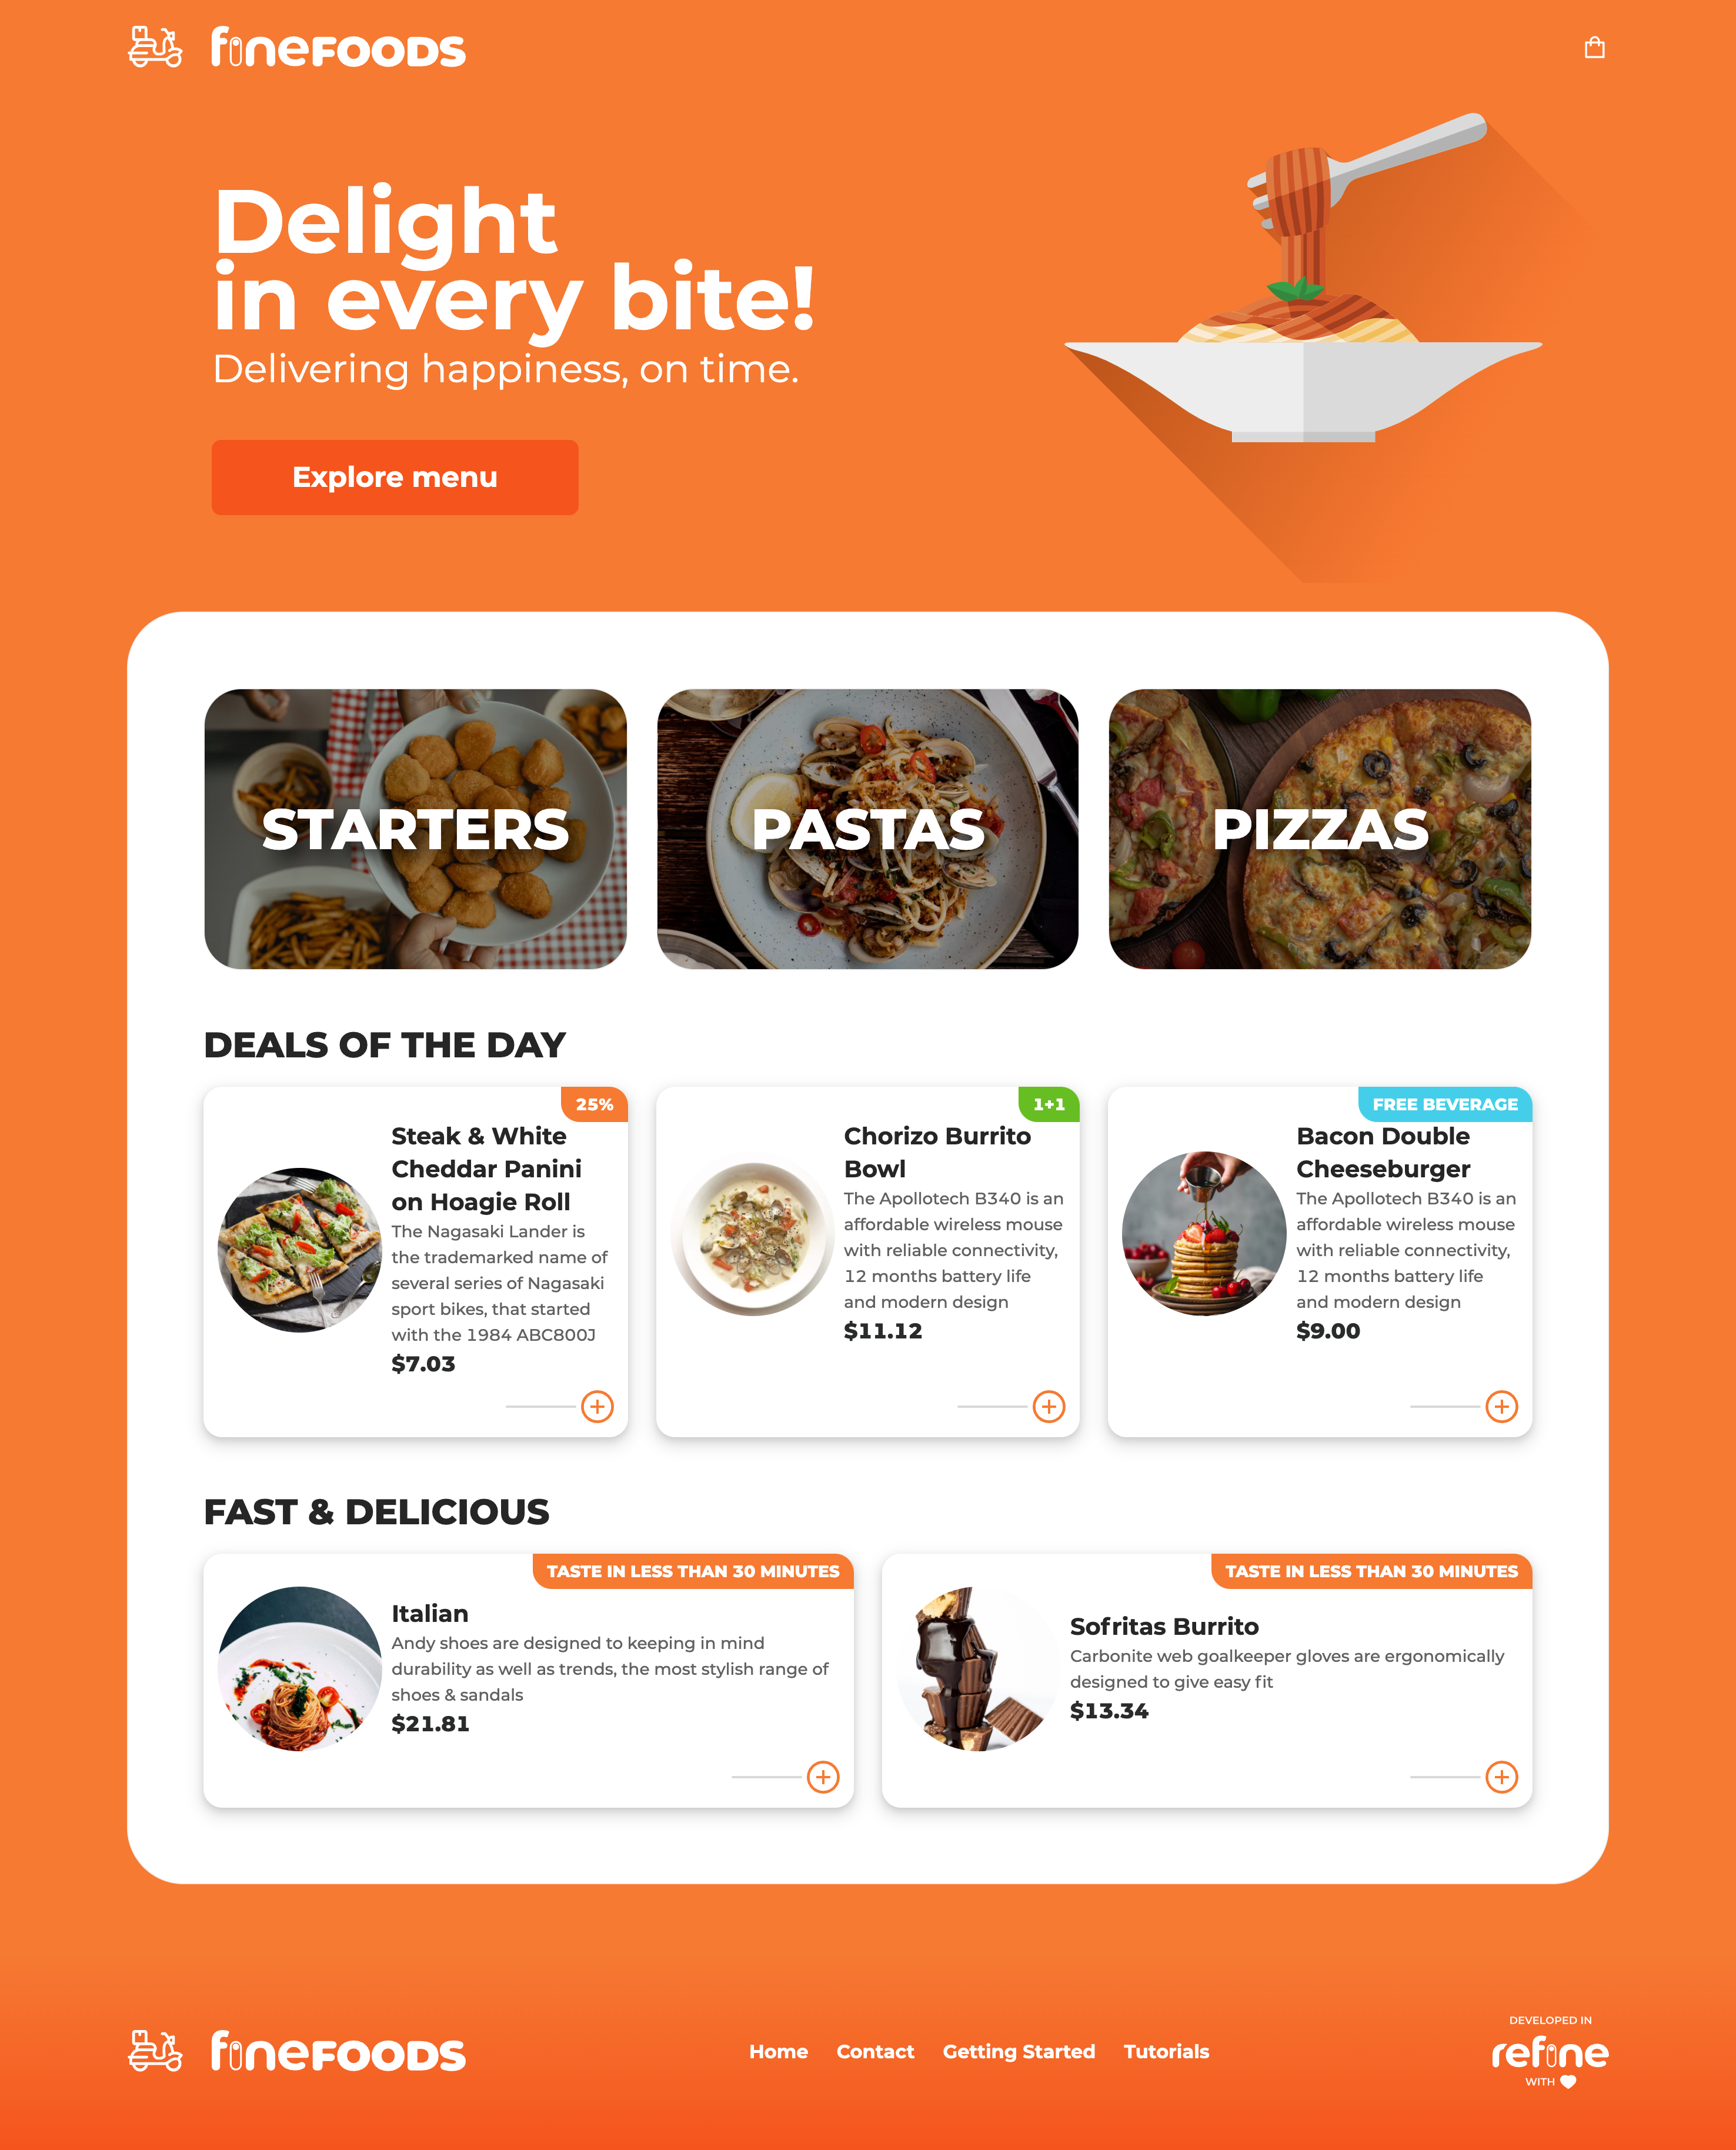 fineFOODS
Delight
in every bite!
Delivering happiness, on time.
Explore menu
STARTERS
PASTAS
PIZZAS
DEALS OF THE DAY
25%
Steak & White
Cheddar Panini
on Hoagie Roll
The Nagasaki Lander is
the trademarked name of
several series of Nagasaki
sport bikes, that started
with the 1984 ABC800J
$7.03
1+1
Chorizo Burrito
Bowl
The Apollotech B340 is an
affordable wireless mouse
with reliable connectivity,
12 months battery life
and modern design
$11.12
FREE BEVERAGE
Bacon Double
Cheeseburger
The Apollotech B340 is an
affordable wireless mouse
with reliable connectivity,
12 months battery life
and modern design
$9.00
FAST & DELICIOUS
TASTE IN LESS THAN 30 MINUTES
Italian
Andy shoes are designed to keeping in mind
durability as well as trends, the most stylish range of
shoes & sandals
$21.81
TASTE IN LESS THAN 30 MINUTES
Sofritas Burrito
Carbonite web goalkeeper gloves are ergonomically
designed to give easy fit
$13.34
fineFOODS
Home Contact Getting Started Tutorials
DEVELOPED IN
refine
WITH